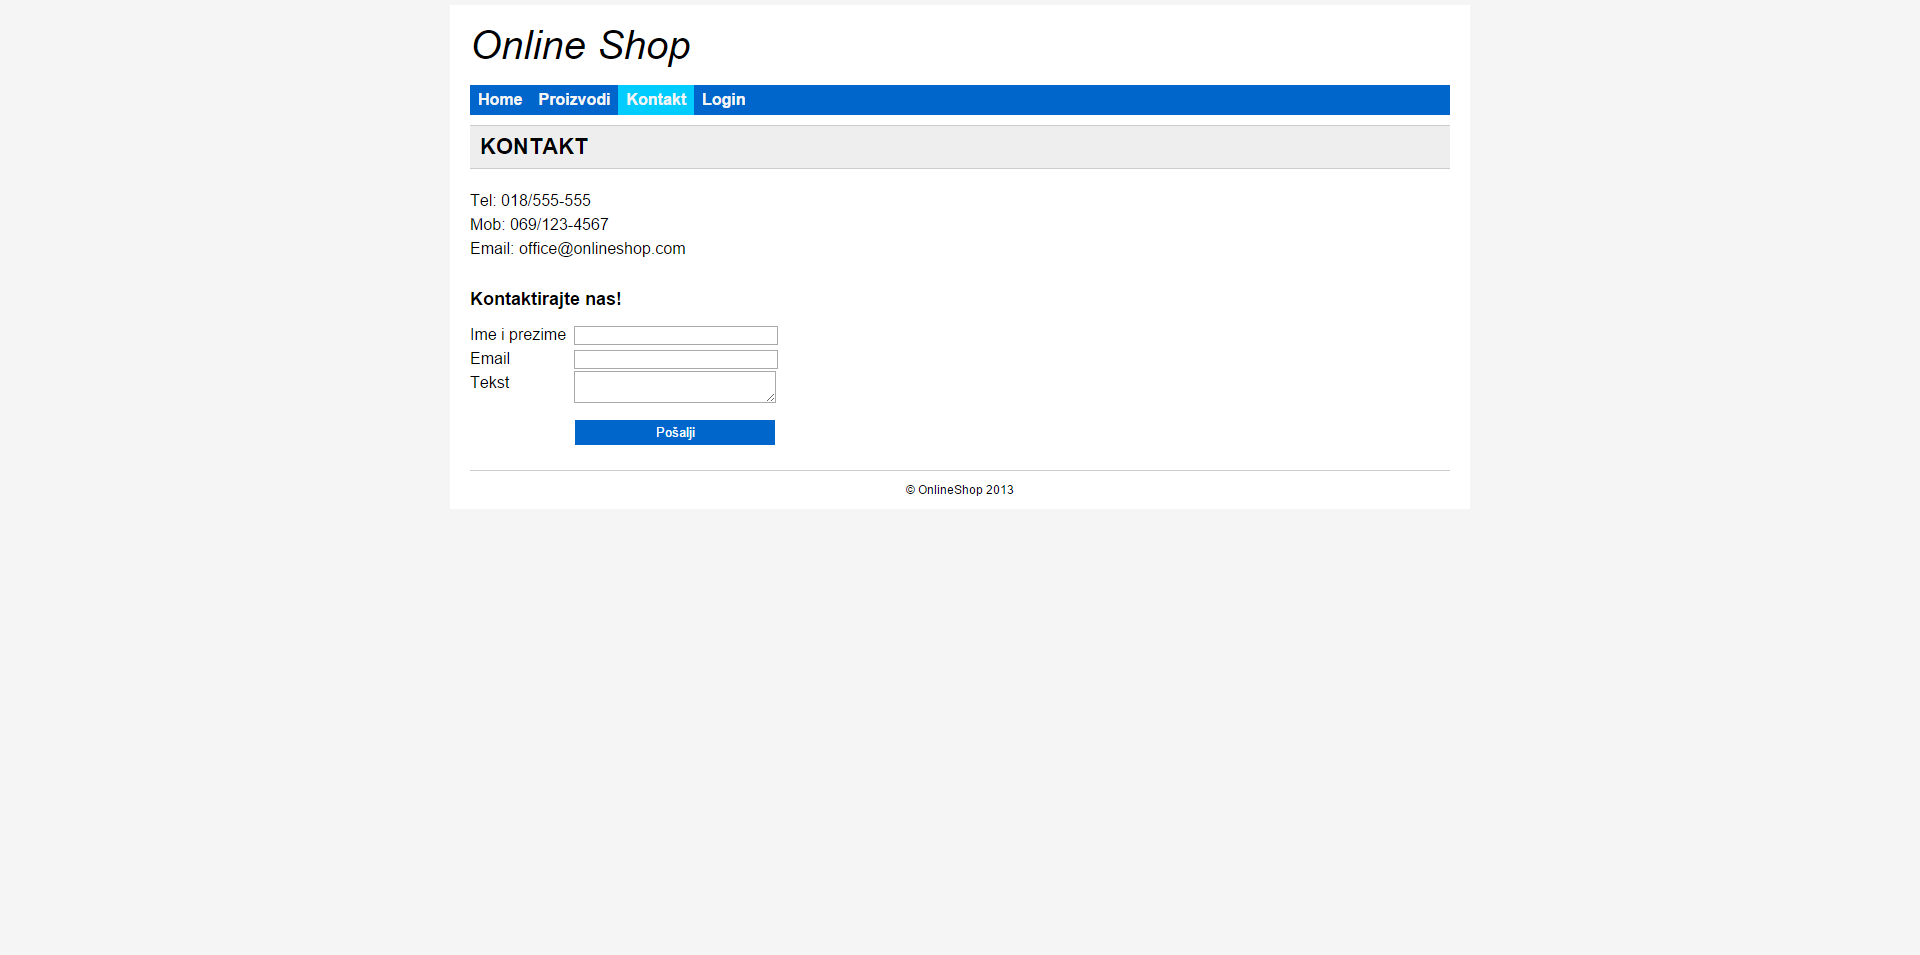 Online Shop
Home Proizvodi Kontakt Login
KONTAKT
Tel: 018/555-555
Mob: 069/123-4567
Email: office@onlineshop.com
Kontaktirajte nas!
Ime i prezime
Email
Tekst
Pošalji
© OnlineShop 2013